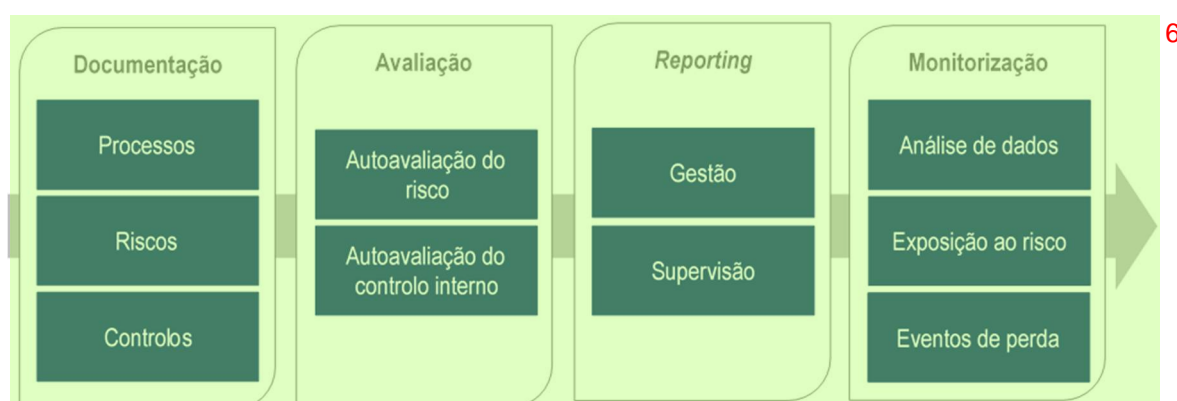 Documentação
Processos
Riscos
Controlos
Avaliação
Autoavaliação do
risco
Autoavaliação do
controlo interno
Reporting
Gestão
Supervisão
Monitorização
Análise de dados
Exposição ao risco
Eventos de perda
6